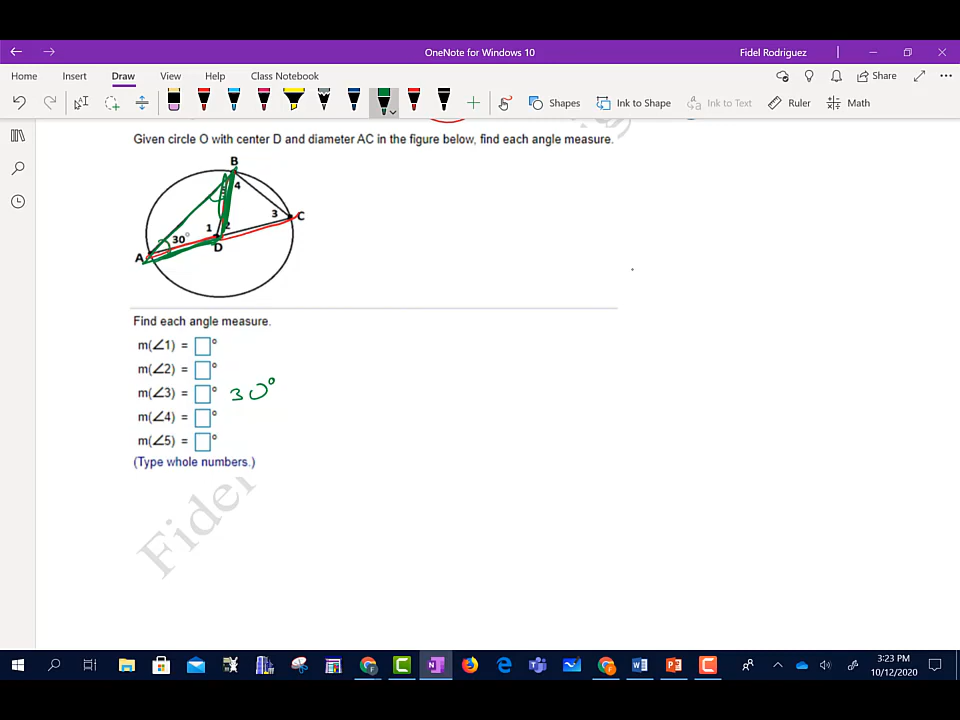 OneNote for Windows 10
Fidel Rodriguez
Home Insert Draw View Help Class Notebook
Share
Shapes Ink to Shape Ink to Text Ruler Math
Given circle O with center D and diameter AC in the figure below, find each angle measure.
B
4
3 C
1 2
30°
A D
Find each angle measure.
m(∠1) = °
m(∠2) = °
m(∠3) = ° 30°
m(∠4) = °
m(∠5) = °
(Type whole numbers.)
Fidel
3:23 PM
10/12/2020